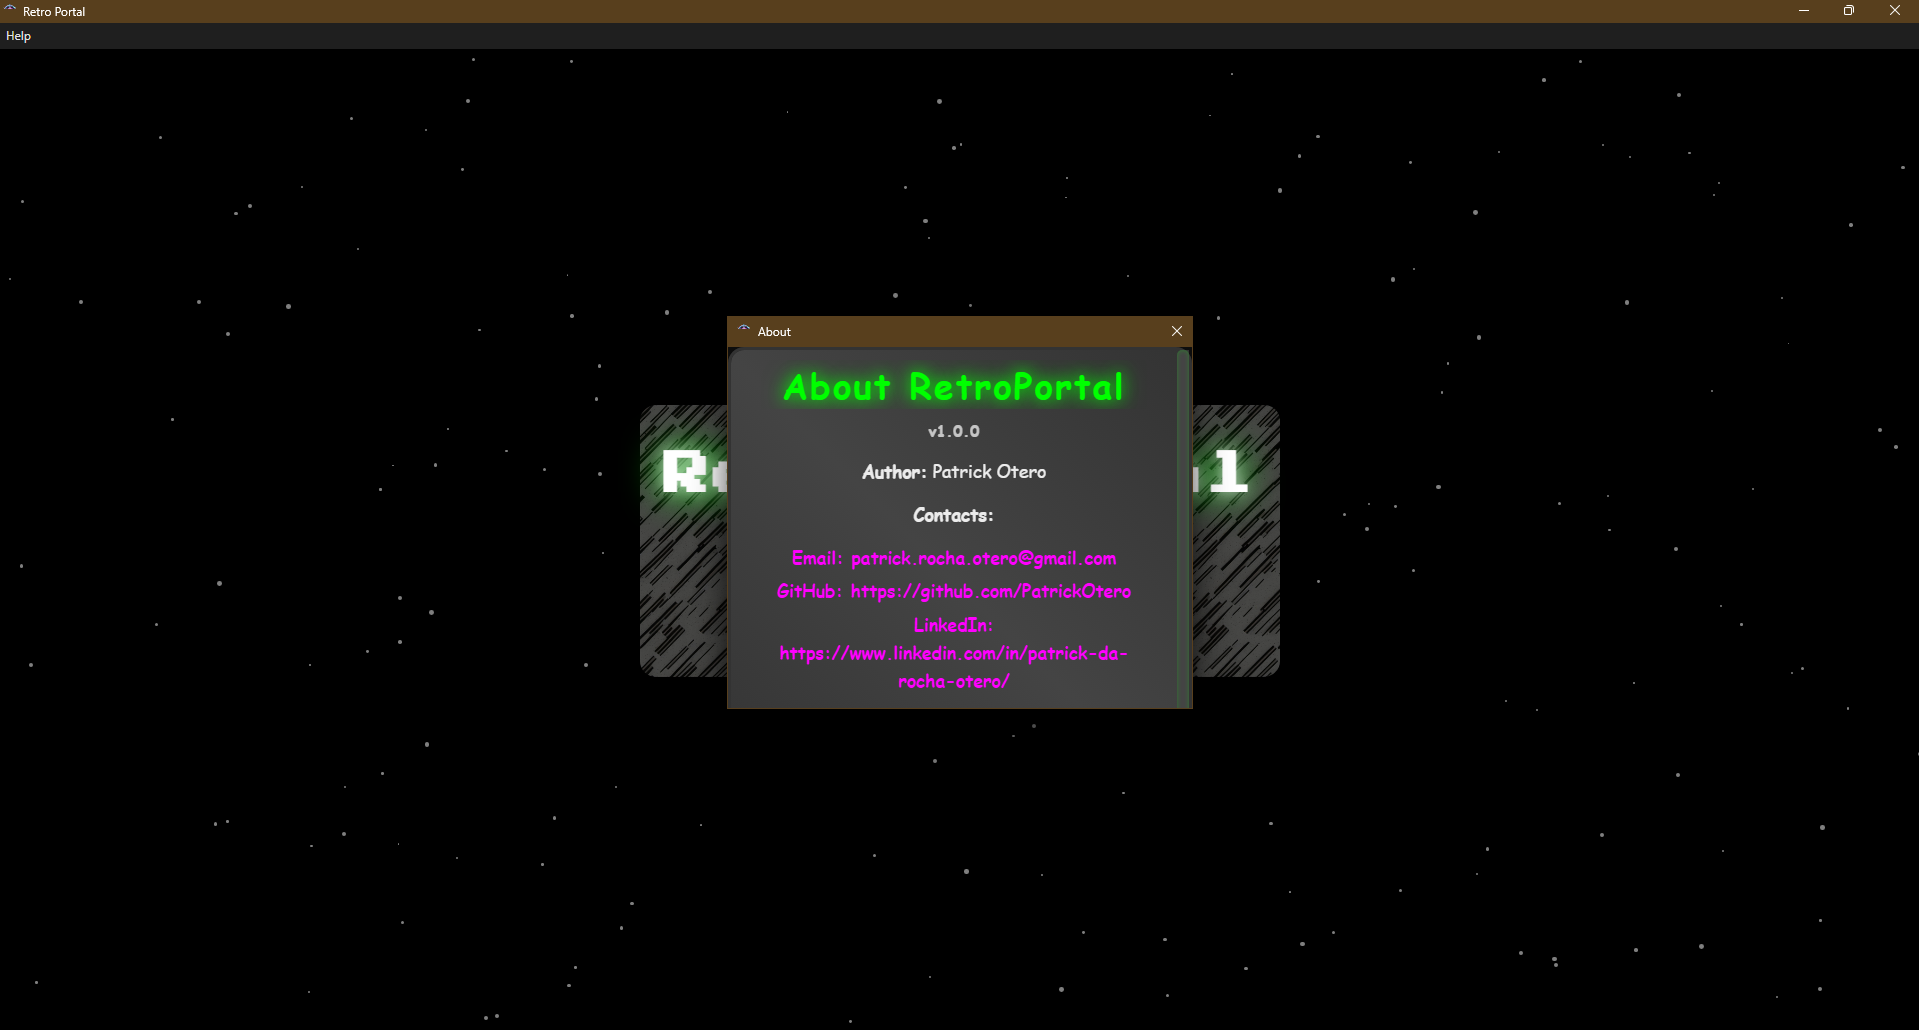 Retro Portal
Help
About
About RetroPortal
v1.0.0
Author: Patrick Otero
Contacts:
Email: patrick.rocha.otero@gmail.com
GitHub: https://github.com/PatrickOtero
LinkedIn:
https://www.linkedin.com/in/patrick-da-
rocha-otero/